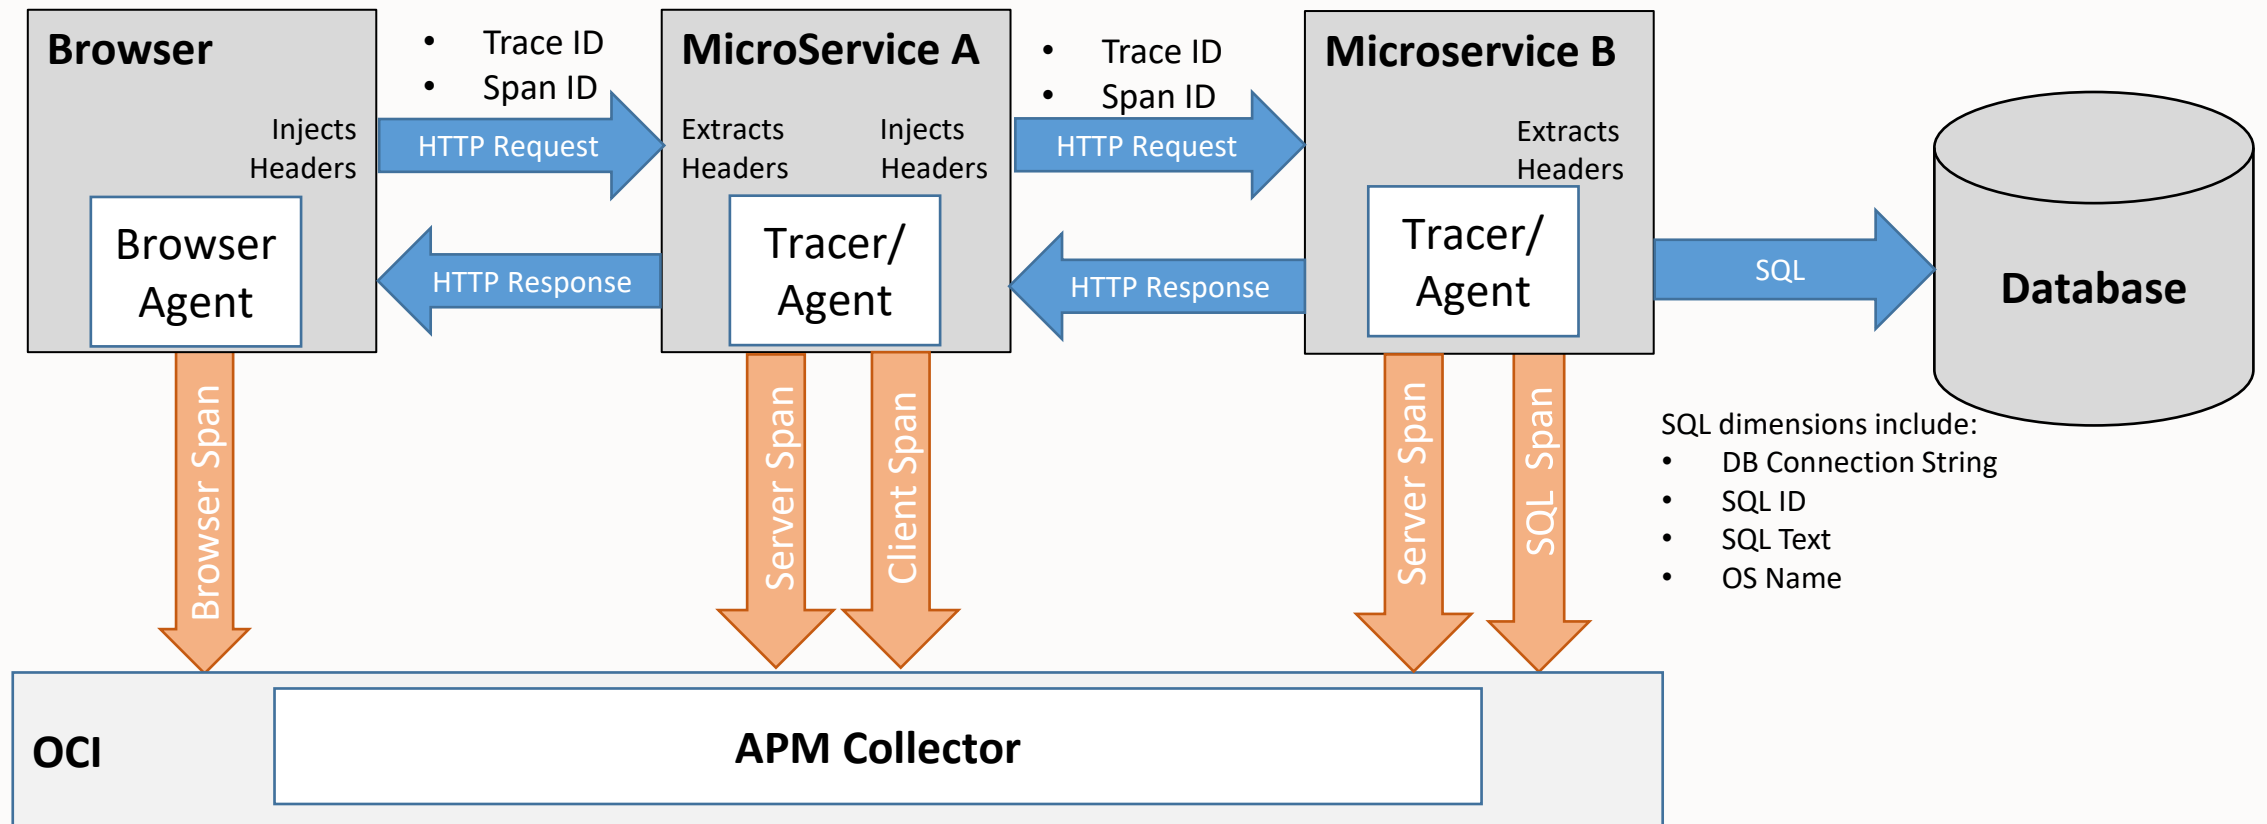 Browser
• Trace ID
• Span ID
MicroService A
• Trace ID
• Span ID
Microservice B
Injects
Headers
HTTP Request
Extracts
Headers
Injects
Headers
HTTP Request
Extracts
Headers
Browser
Agent
HTTP Response
Tracer/
Agent
HTTP Response
Tracer/
Agent
SQL
Database
Browser Span
Server Span
Client Span
Server Span
SQL Span
SQL dimensions include:
• DB Connection String
• SQL ID
• SQL Text
• OS Name
OCI
APM Collector